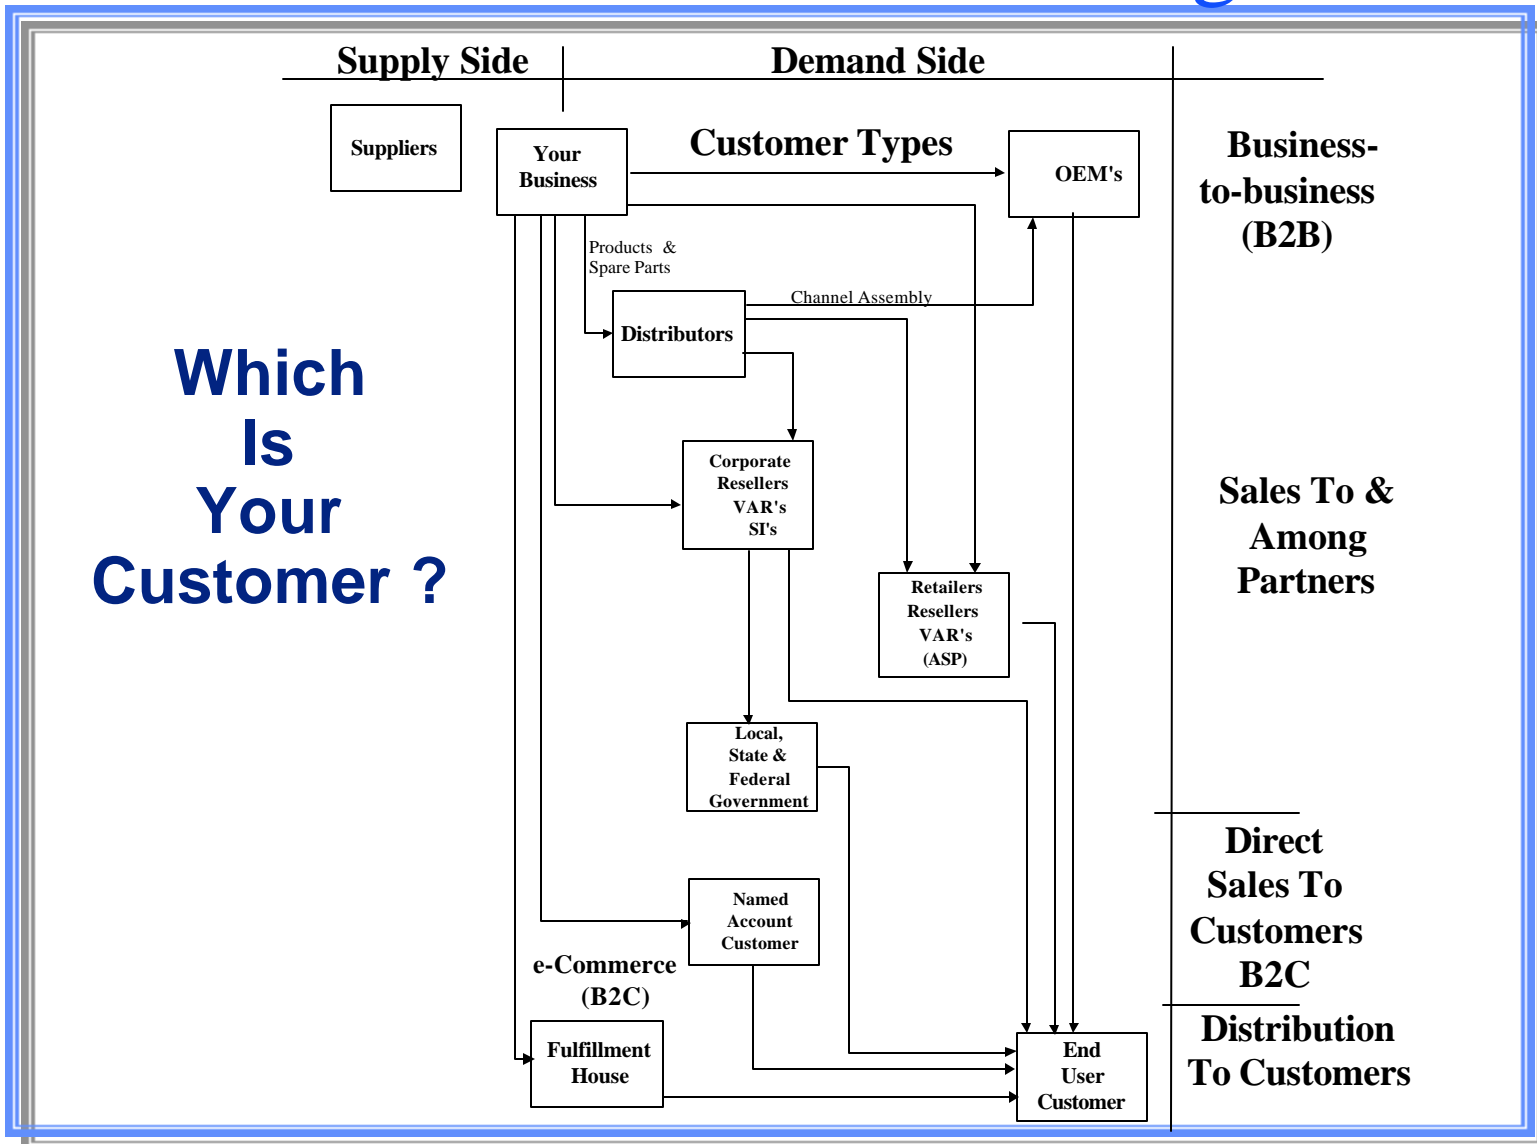 Supply Side
Demand Side
Suppliers
Your
Business
Customer Types
OEM's
Business-
to-business
(B2B)
Products &
Spare Parts
Channel Assembly
Distributors
Which
Is
Your
Customer ?
Corporate
Resellers
VAR's
SI's
Sales To &
Among
Partners
Retailers
Resellers
VAR's
(ASP)
Local,
State &
Federal
Government
Direct
Sales To
Customers
B2C
Named
Account
Customer
e-Commerce
(B2C)
Fulfillment
House
End
User
Customer
Distribution
To Customers